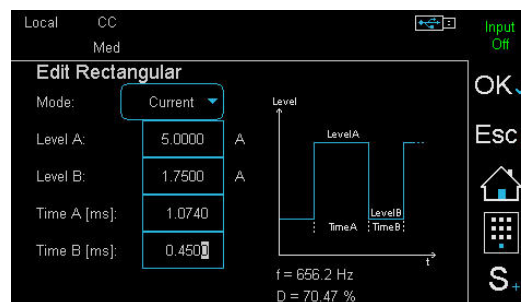 Local CC
Med
Input
Off
Edit Rectangular
Mode: Current
Level A: 5.0000 A
Level B: 1.7500 A
Time A [ms]: 1.0740
Time B [ms]: 0.4500
Level
LevelA
LevelB
TimeA TimeB
t
f = 656.2 Hz
D = 70.47 %
OK
Esc
S+